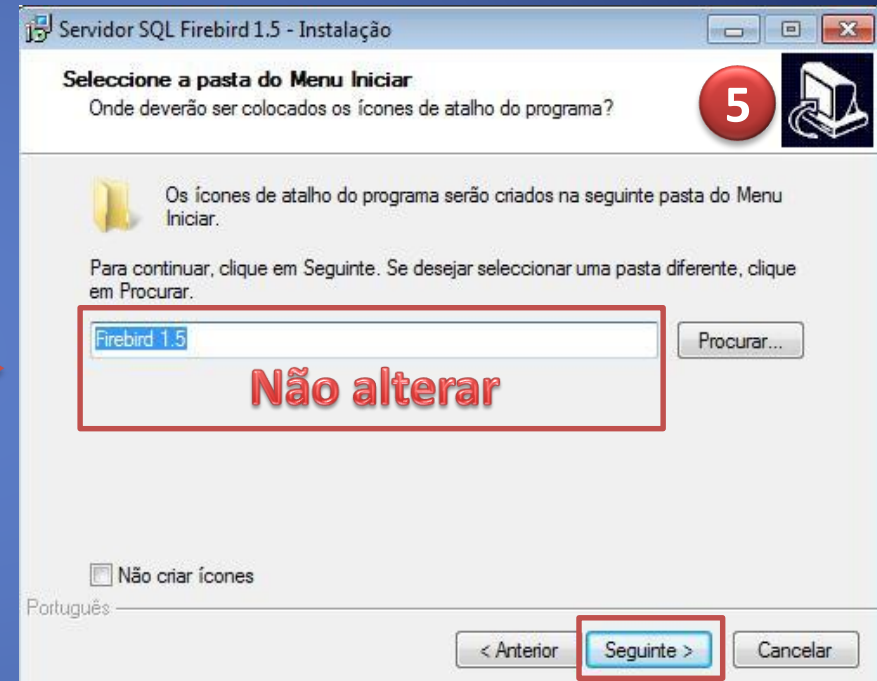 Servidor SQL Firebird 1.5 - Instalação
Seleccione a pasta do Menu Iniciar
Onde deverão ser colocados os ícones de atalho do programa?
5
Os ícones de atalho do programa serão criados na seguinte pasta do Menu
Iniciar.
Para continuar, clique em Seguinte. Se desejar seleccionar uma pasta diferente, clique
em Procurar.
Firebird 1.5
Procurar...
Não alterar
Não criar ícones
Português
< Anterior
Seguinte >
Cancelar